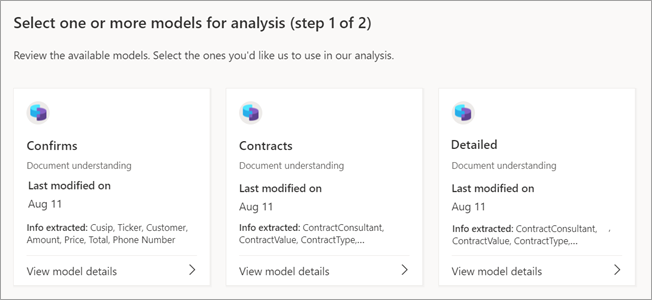 Select one or more models for analysis (step 1 of 2)
Review the available models. Select the ones you'd like us to use in our analysis.
Confirms
Document understanding
Last modified on
Aug 11
Info extracted: Cusip, Ticker, Customer,
Amount, Price, Total, Phone Number
View model details
Contracts
Document understanding
Last modified on
Aug 11
Info extracted: ContractConsultant,
ContractValue, ContractType,...
View model details
Detailed
Document understanding
Last modified on
Aug 11
Info extracted: ContractConsultant,
ContractValue, ContractType,...
View model details